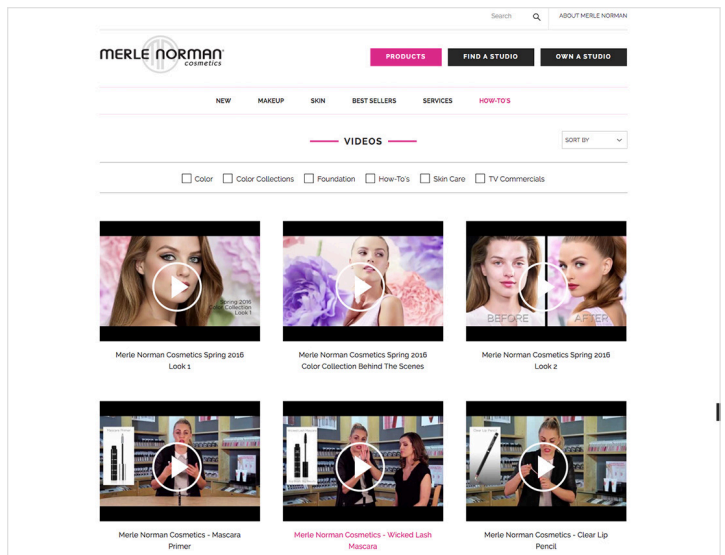 Search
ABOUT MERLE NORMAN
MERLE NORMAN
cosmetics
PRODUCTS
FIND A STUDIO
OWN A STUDIO
NEW
MAKEUP
SKIN
BEST SELLERS
SERVICES
HOW-TO'S
VIDEOS
SORT BY
Color
Color Collections
Foundation
How-To's
Skin Care
TV Commercials
Spring 2016
Color Collection
Look 1
BEFORE
AFTER
Merle Norman Cosmetics Spring 2016
Look 1
Merle Norman Cosmetics Spring 2016
Color Collection Behind The Scenes
Merle Norman Cosmetics Spring 2016
Look 2
Merle Norman Cosmetics - Mascara
Primer
Merle Norman Cosmetics - Wicked Lash
Mascara
Merle Norman Cosmetics - Clear Lip
Pencil